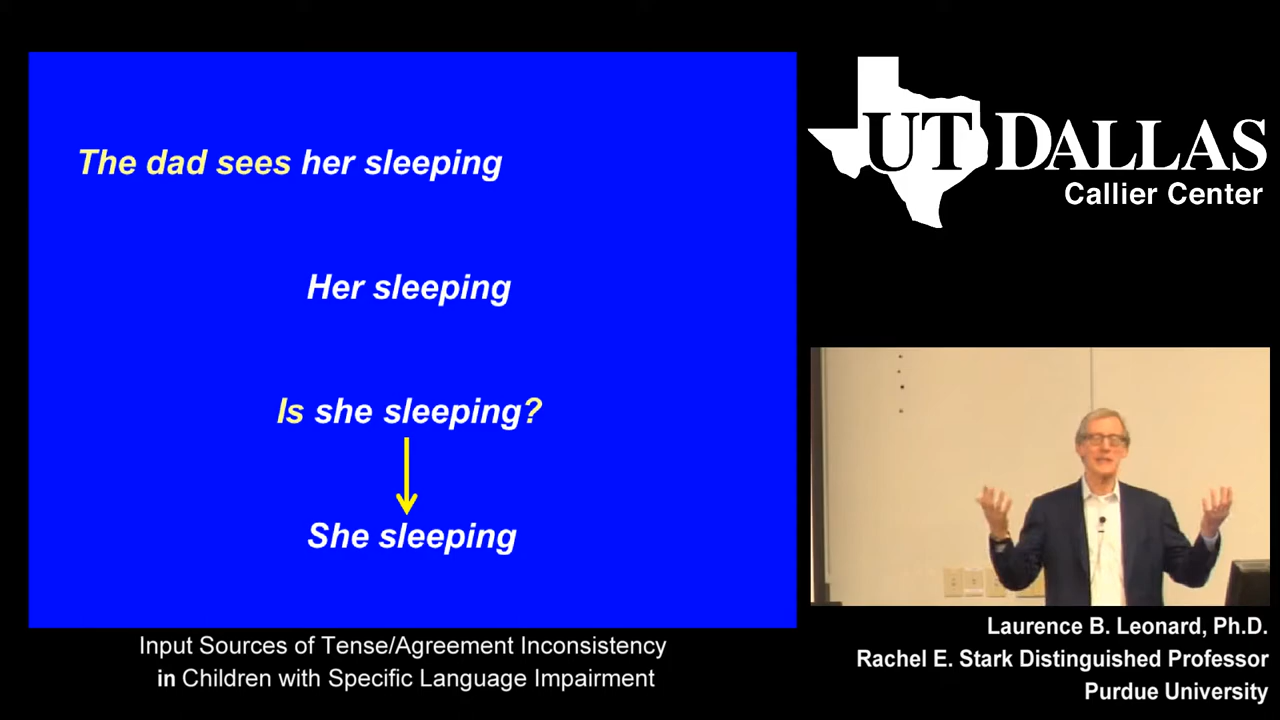 The dad sees her sleeping
Her sleeping
Is she sleeping?
She sleeping
UT DALLAS
Callier Center
Input Sources of Tense/Agreement Inconsistency
in Children with Specific Language Impairment
Laurence B. Leonard, Ph.D.
Rachel E. Stark Distinguished Professor
Purdue University